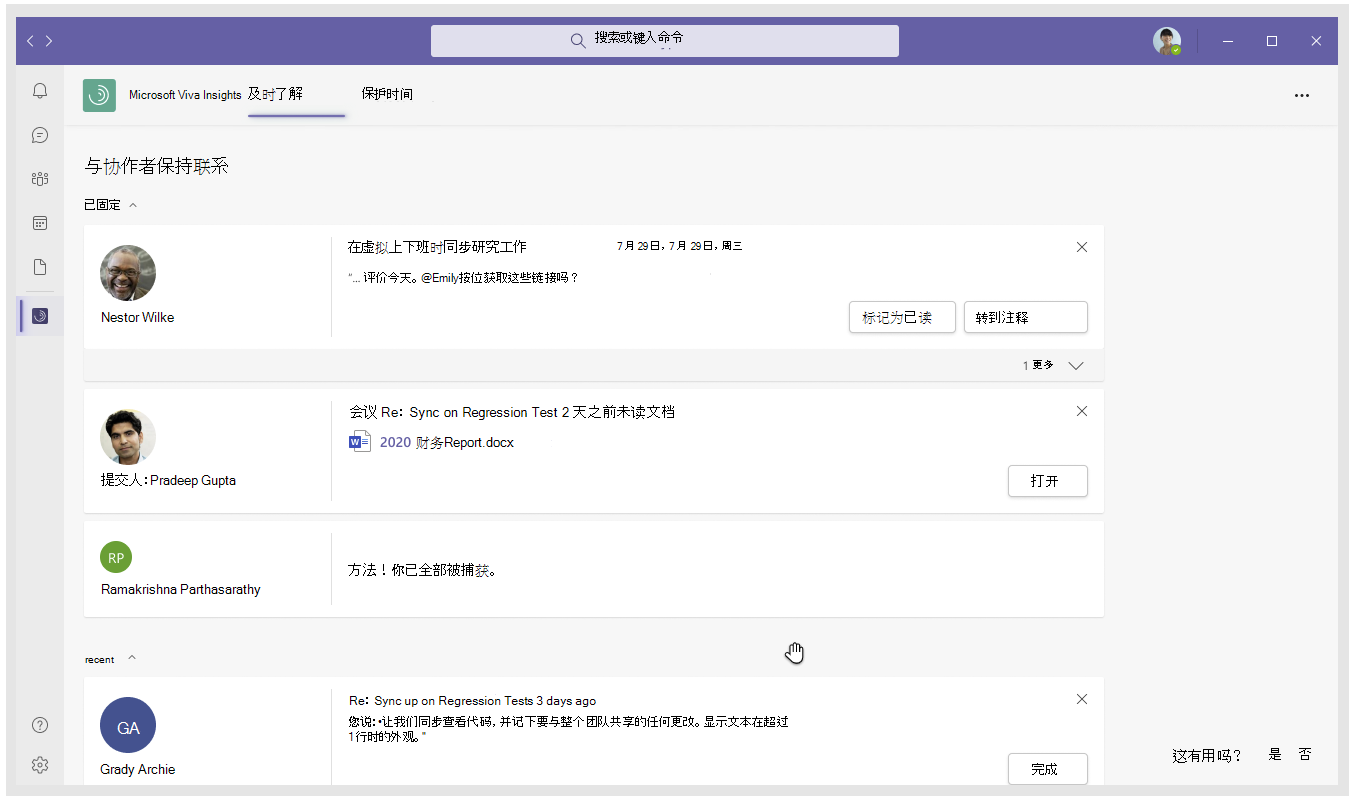 搜索或键入命令
Microsoft Viva Insights 及时了解 保护时间
与协作者保持联系
已固定
在虚拟上下班时同步研究工作 7 月 29 日，7 月 29 日，周三
“... 评价今天。@Emily按位获取这些链接吗？
Nestor Wilke
标记为已读 转到注释
1 更多
会议 Re: Sync on Regression Test 2 天之前未读文档
2020 财务Report.docx
提交人：Pradeep Gupta
打开
RP
方法！你已全部被捕获。
Ramakrishna Parthasarathy
recent
Re: Sync up on Regression Tests 3 days ago
您说：•让我们同步查看代码，并记下要与整个团队共享的任何更改。显示文本在超过
1行时的外观。"
GA
Grady Archie
完成
这有用吗？ 是 否